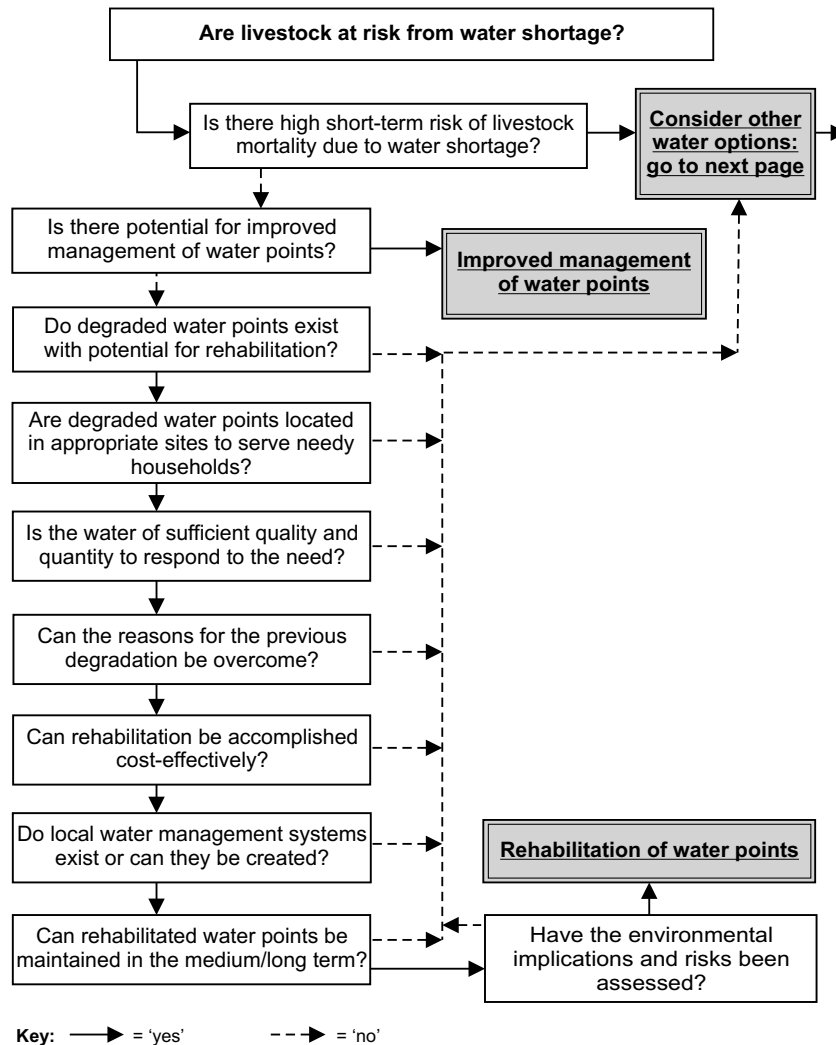 Are livestock at risk from water shortage?
Is there high short-term risk of livestock
mortality due to water shortage?
Consider other
water options:
go to next page
Is there potential for improved
management of water points?
Improved management
of water points
Do degraded water points exist
with potential for rehabilitation?
Are degraded water points located
in appropriate sites to serve needy
households?
Is the water of sufficient quality and
quantity to respond to the need?
Can the reasons for the previous
degradation be overcome?
Can rehabilitation be accomplished
cost-effectively?
Do local water management systems
exist or can they be created?
Rehabilitation of water points
Can rehabilitated water points be
maintained in the medium/long term?
Have the environmental
implications and risks been
assessed?
Key: = 'yes' = 'no'